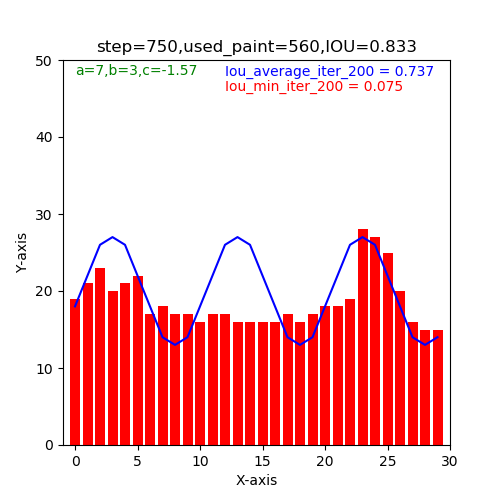 step=750,used_paint=560,IOU=0.833
a=7,b=3,c=-1.57
Iou_average_iter_200 = 0.737
Iou_min_iter_200 = 0.075
50
40
30
20
10
0
Y-axis
0 5 10 15 20 25 30
X-axis